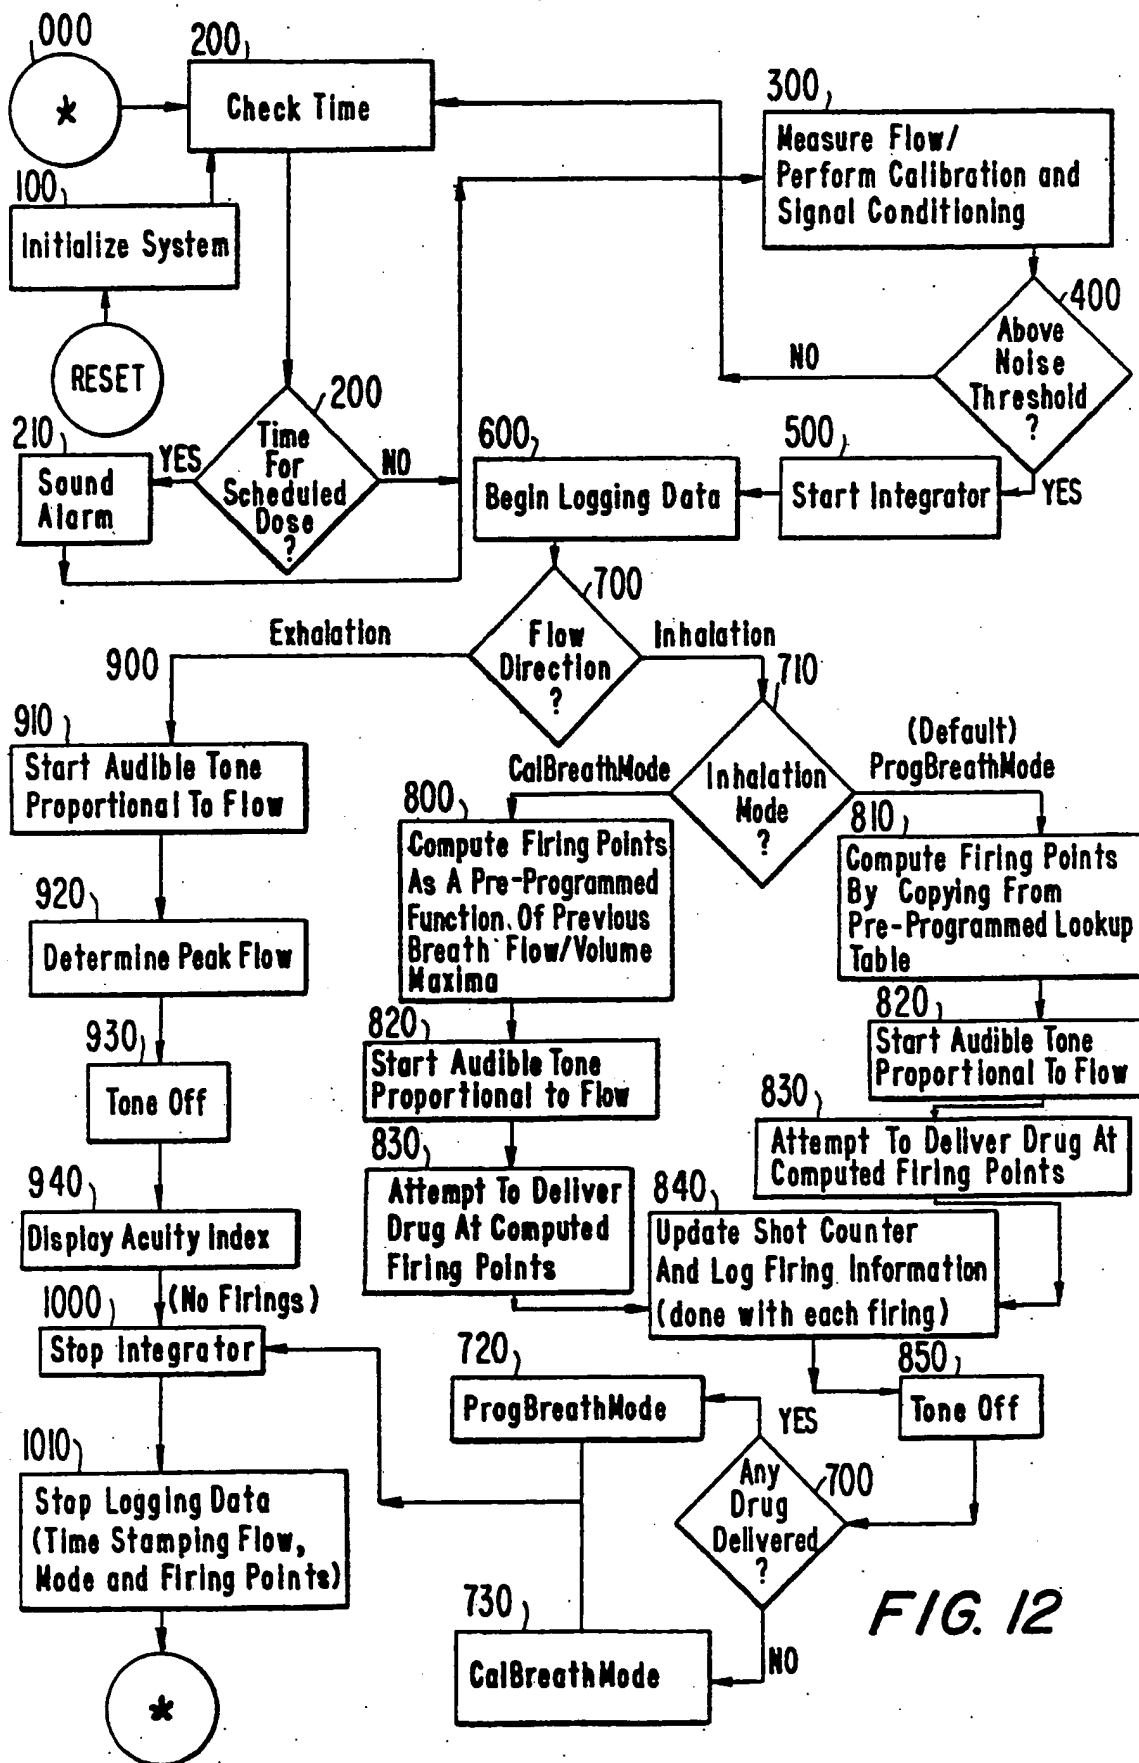 000
*
200
Check Time
100
Initialize System
RESET
300
Measure Flow/
Perform Calibration and
Signal Conditioning
400
Above
Noise
Threshold
?
NO
YES
200
Time
For
Scheduled
Dose
?
YES
NO
210
Sound
Alarm
500
Start Integrator
600
Begin Logging Data
700
Flow
Direction
?
Exhalation
Inhalation
900
910
Start Audible Tone
Proportional To Flow
920
Determine Peak Flow
930
Tone Off
940
Display Acuity Index
(No Firings)
1000
Stop Integrator
1010
Stop Logging Data
(Time Stamping Flow,
Mode and Firing Points)
*
710
Inhalation
Mode
?
CalBreathMode
(Default)
ProgBreathMode
800
Compute Firing Points
As A Pre-Programmed
Function. Of Previous
Breath Flow/Volume
Maxima
820
Start Audible Tone
Proportional to Flow
830
Attempt To Deliver
Drug At Computed
Firing Points
810
Compute Firing Points
By Copying From
Pre-Programmed Lookup
Table
820
Start Audible Tone
Proportional To Flow
830
Attempt To Deliver Drug At
Computed Firing Points
840
Update Shot Counter
And Log Firing Information
(done with each firing)
850
Tone Off
700
Any
Drug
Delivered
?
YES
NO
720
ProgBreathMode
730
CalBreathMode
FIG. 12